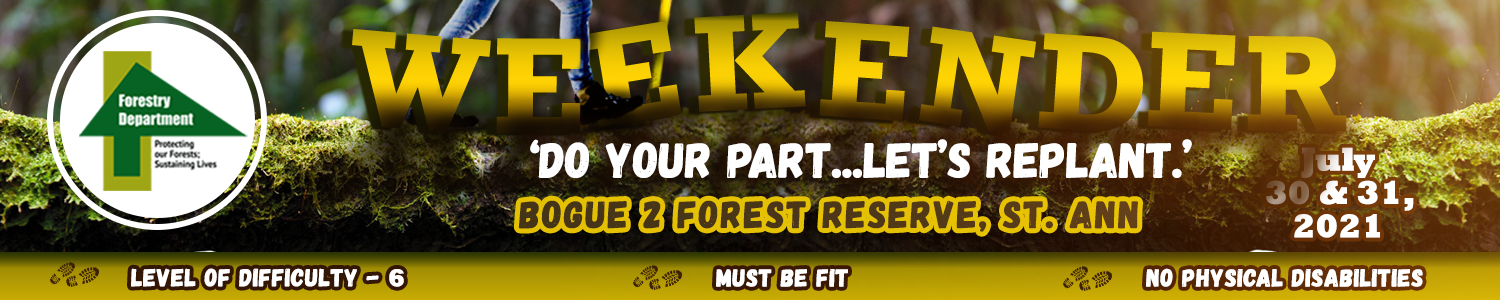 Forestry
Department
Protecting
our Forests;
Sustaining Lives
WEEKENDER
‘DO YOUR PART...LET’S REPLANT.’
BOGUE 2 FOREST RESERVE, ST. ANN
July
30 & 31,
2021
LEVEL OF DIFFICULTY – 6
MUST BE FIT
NO PHYSICAL DISABILITIES